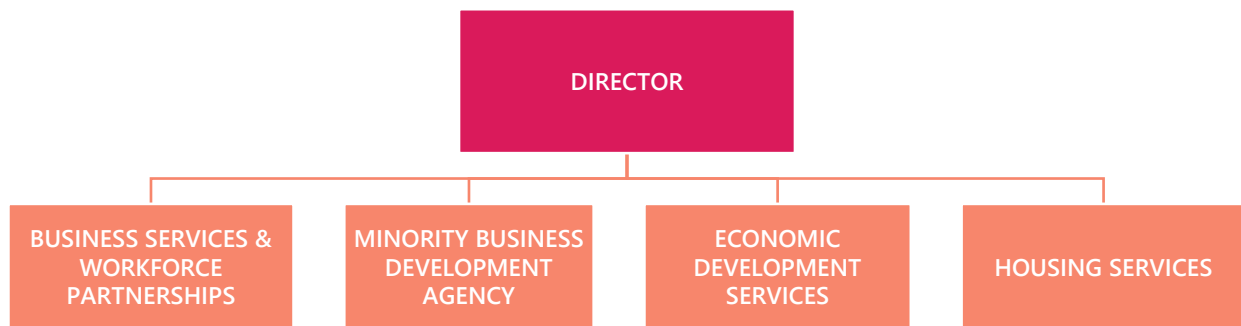 DIRECTOR
BUSINESS SERVICES &
WORKFORCE
PARTNERSHIPS
MINORITY BUSINESS
DEVELOPMENT
AGENCY
ECONOMIC
DEVELOPMENT
SERVICES
HOUSING SERVICES